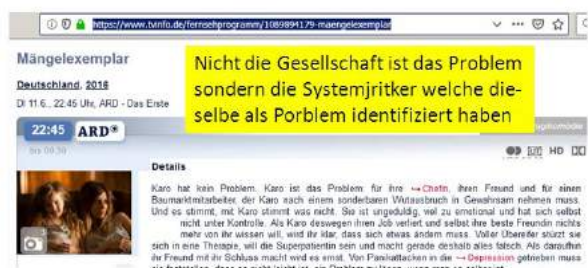 https://www.tvinfo.de/fernsehprogramm/1089894179-maengelexemplar
Mängelexemplar
Deutschland, 2016
DI 11.6., 22:45 Uhr, ARD - Das Erste
Nicht die Gesellschaft ist das Problem
sondern die Systemjritker welche die-
selbe als Porblem identifiziert haben
22:45 ARD
bis 00:30
HD
Details
Karo hat kein Problem. Karo ist das Problem für ihre Chefin, ihren Freund und für einen
Baumarktmitarbeiter, der Karo nach einem sonderbaren Wutausbruch in Gewahrsam nehmen muss.
Und es stimmt, mit Karo stimmt was nicht. Sie ist ungeduldig, viel zu emotional und hat sich selbst
nicht unter Kontrolle. Als Karo deswegen ihren Job verliert und selbst ihre beste Freundin nichts
mehr von ihr wissen will, wird ihr klar, dass sich etwas ändern muss. Voller Übereifer stürzt sie
sich in eine Therapie, will die Superpatientin sein und macht gerade deshalb alles falsch. Als daraufhin
ihr Freund mit ihr Schluss macht wird es ernst. Von Panikattacken in die Depression getrieben muss